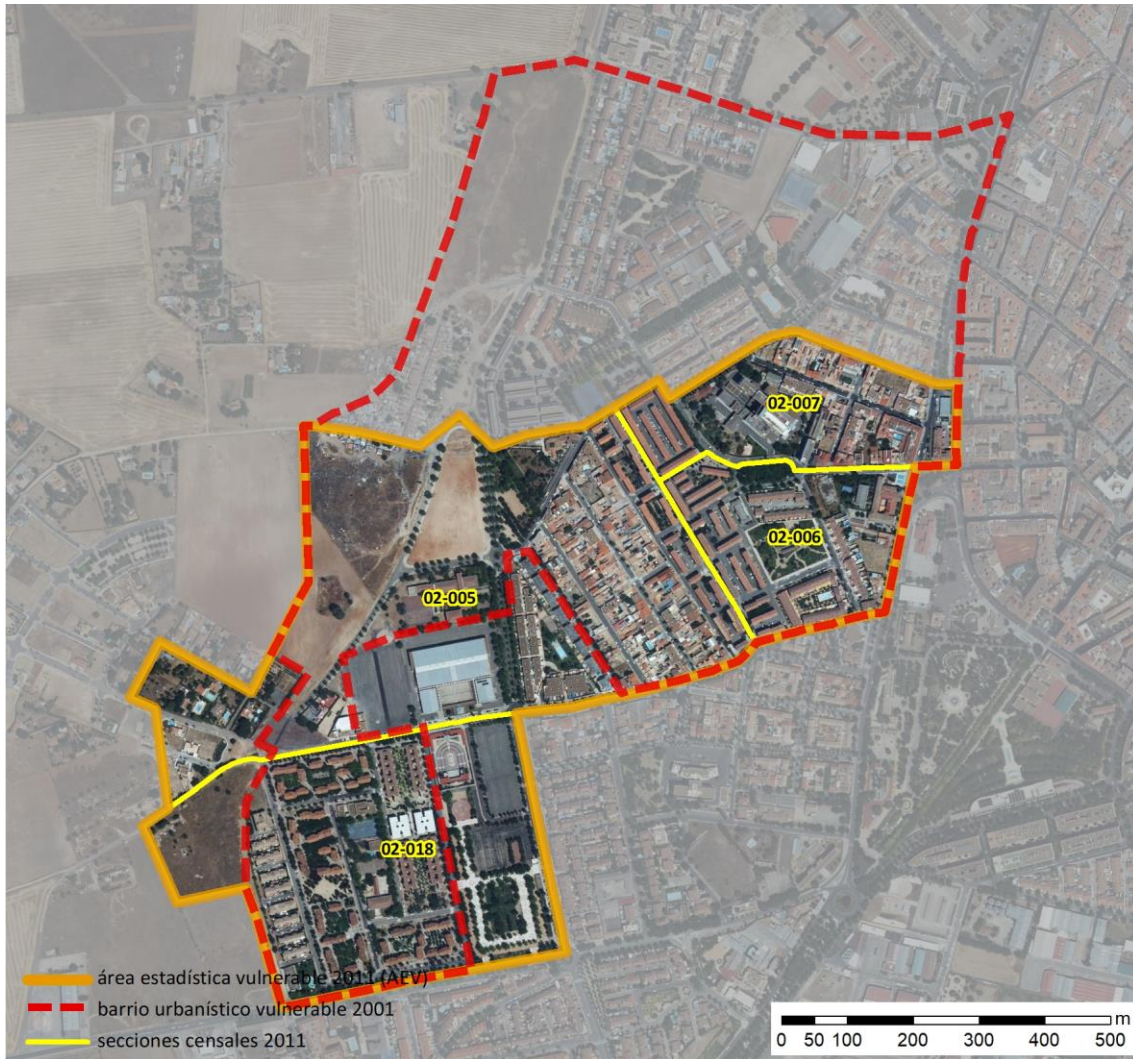 02-007
02-006
02-005
02-018
área estadística vulnerable 2011 (AEV)
barrio urbanístico vulnerable 2001
secciones censales 2011
m
0 50 100 200 300 400 500